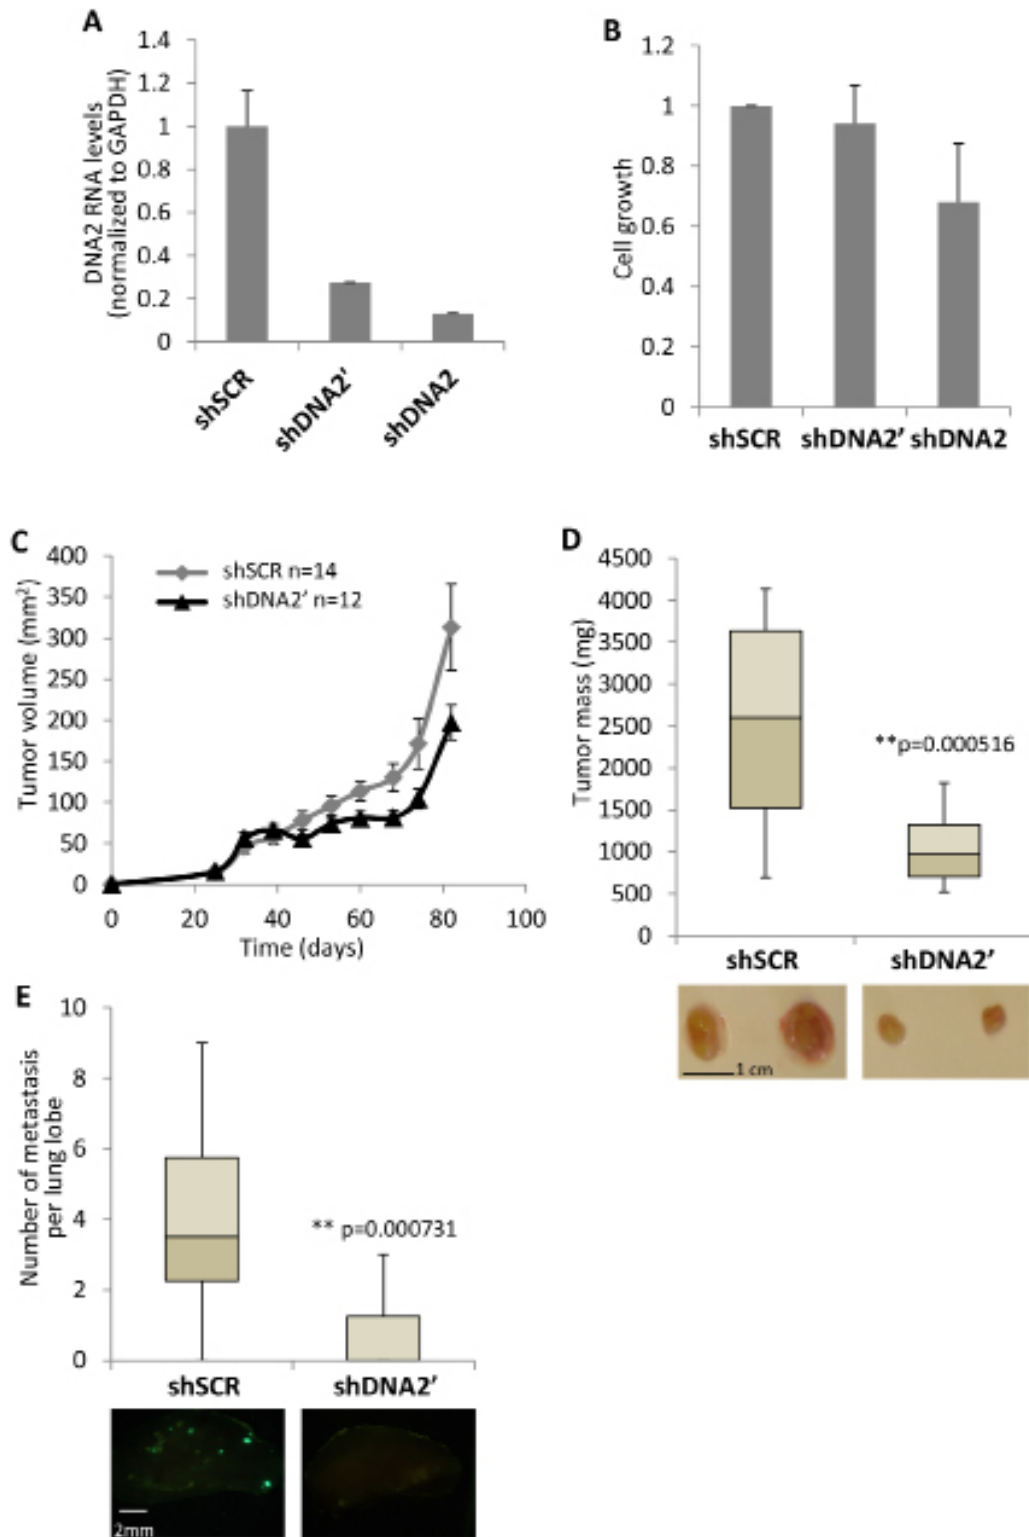 A
DNA2 RNA levels
(normalized to GAPDH)
1.4
1.2
1
0.8
0.6
0.4
0.2
0
shSCR
shDNA2'
shDNA2
B
Cell growth
1.2
1
0.8
0.6
0.4
0.2
0
shSCR shDNA2' shDNA2
C
Tumor volume (mm²)
400
350
300
250
200
150
100
50
0
shSCR n=14
shDNA2' n=12
0 20 40 60 80 100
Time (days)
D
Tumor mass (mg)
4500
4000
3500
3000
2500
2000
1500
1000
500
0
**p=0.000516
shSCR shDNA2'
1 cm
E
Number of metastasis
per lung lobe
10
8
6
4
2
0
** p=0.000731
shSCR shDNA2'
2mm